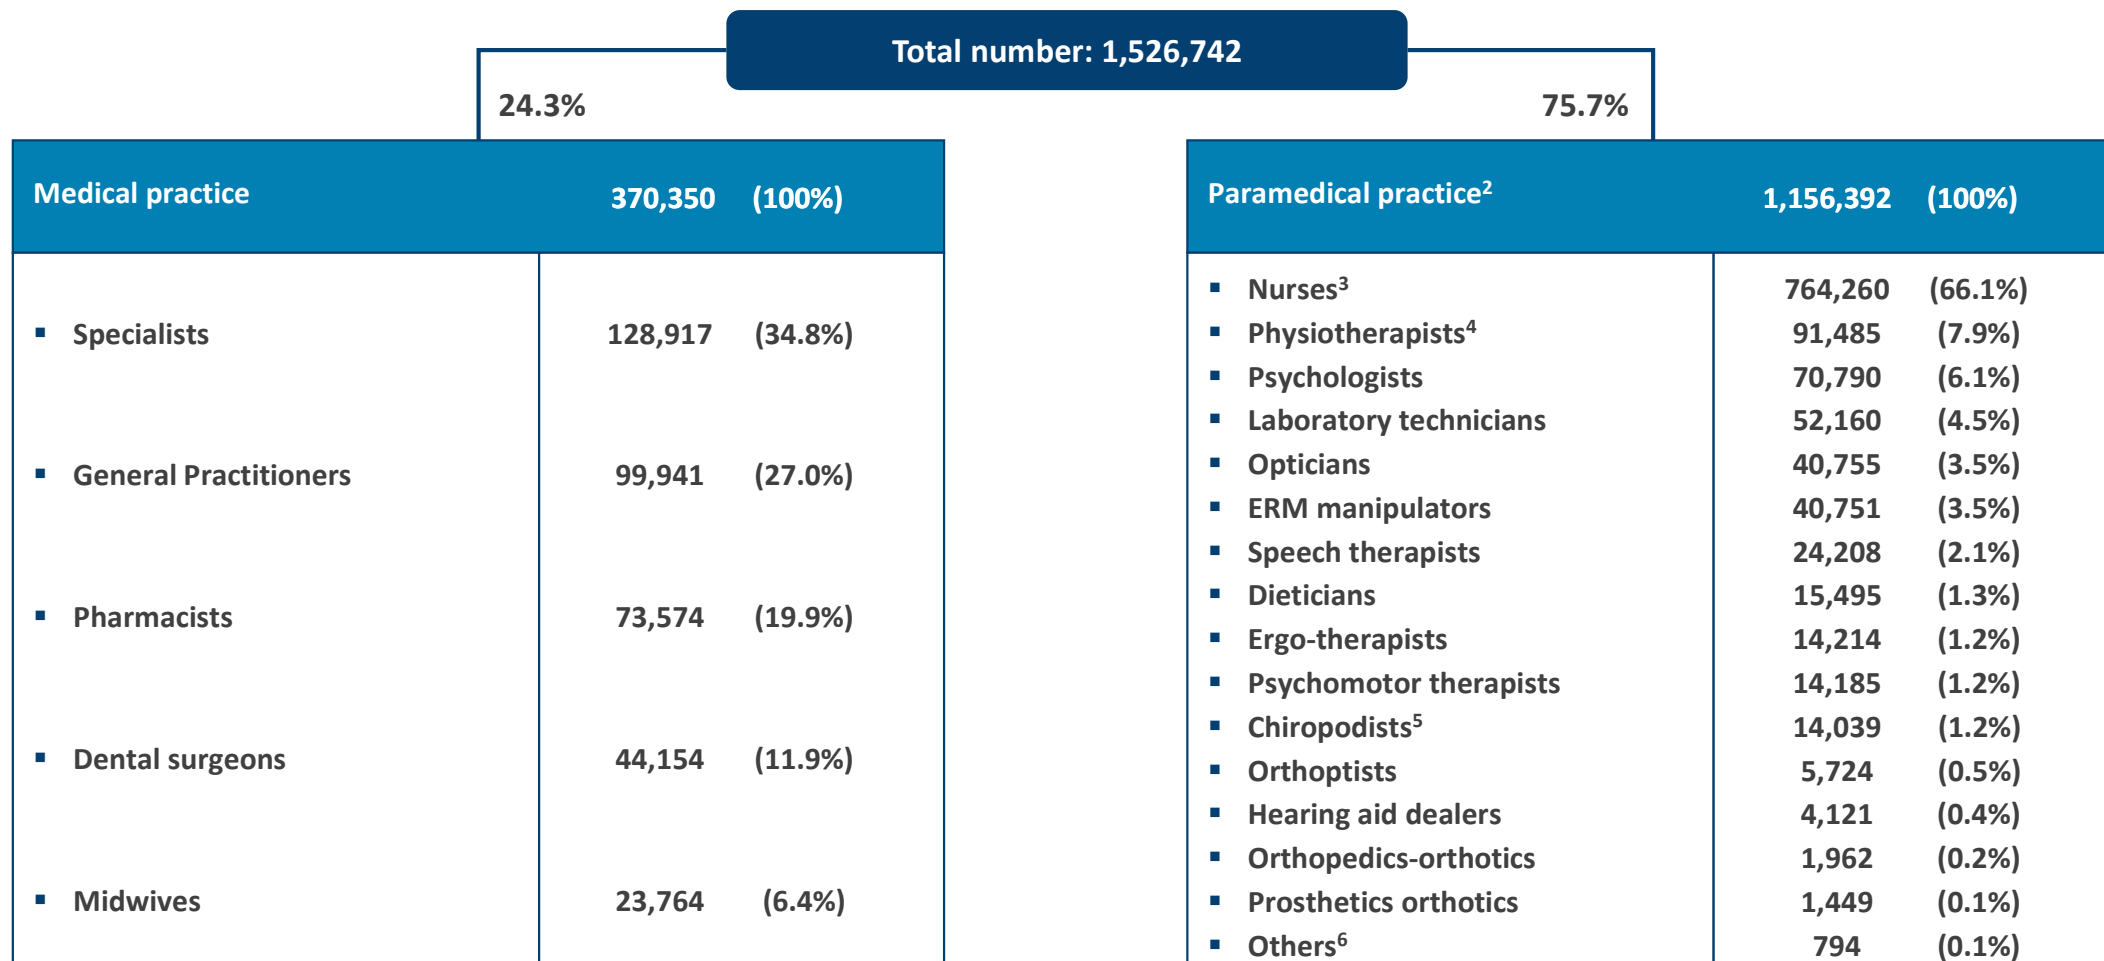 Total number: 1,526,742
24.3%
75.7%
Medical practice 370,350 (100%)
▪ Specialists 128,917 (34.8%)
▪ General Practitioners 99,941 (27.0%)
▪ Pharmacists 73,574 (19.9%)
▪ Dental surgeons 44,154 (11.9%)
▪ Midwives 23,764 (6.4%)
Paramedical practice² 1,156,392 (100%)
▪ Nurses³ 764,260 (66.1%)
▪ Physiotherapists⁴ 91,485 (7.9%)
▪ Psychologists 70,790 (6.1%)
▪ Laboratory technicians 52,160 (4.5%)
▪ Opticians 40,755 (3.5%)
▪ ERM manipulators 40,751 (3.5%)
▪ Speech therapists 24,208 (2.1%)
▪ Dieticians 15,495 (1.3%)
▪ Ergo-therapists 14,214 (1.2%)
▪ Psychomotor therapists 14,185 (1.2%)
▪ Chiropodists⁵ 14,039 (1.2%)
▪ Orthoptists 5,724 (0.5%)
▪ Hearing aid dealers 4,121 (0.4%)
▪ Orthopedics-orthotics 1,962 (0.2%)
▪ Prosthetics orthotics 1,449 (0.1%)
▪ Others⁶ 794 (0.1%)